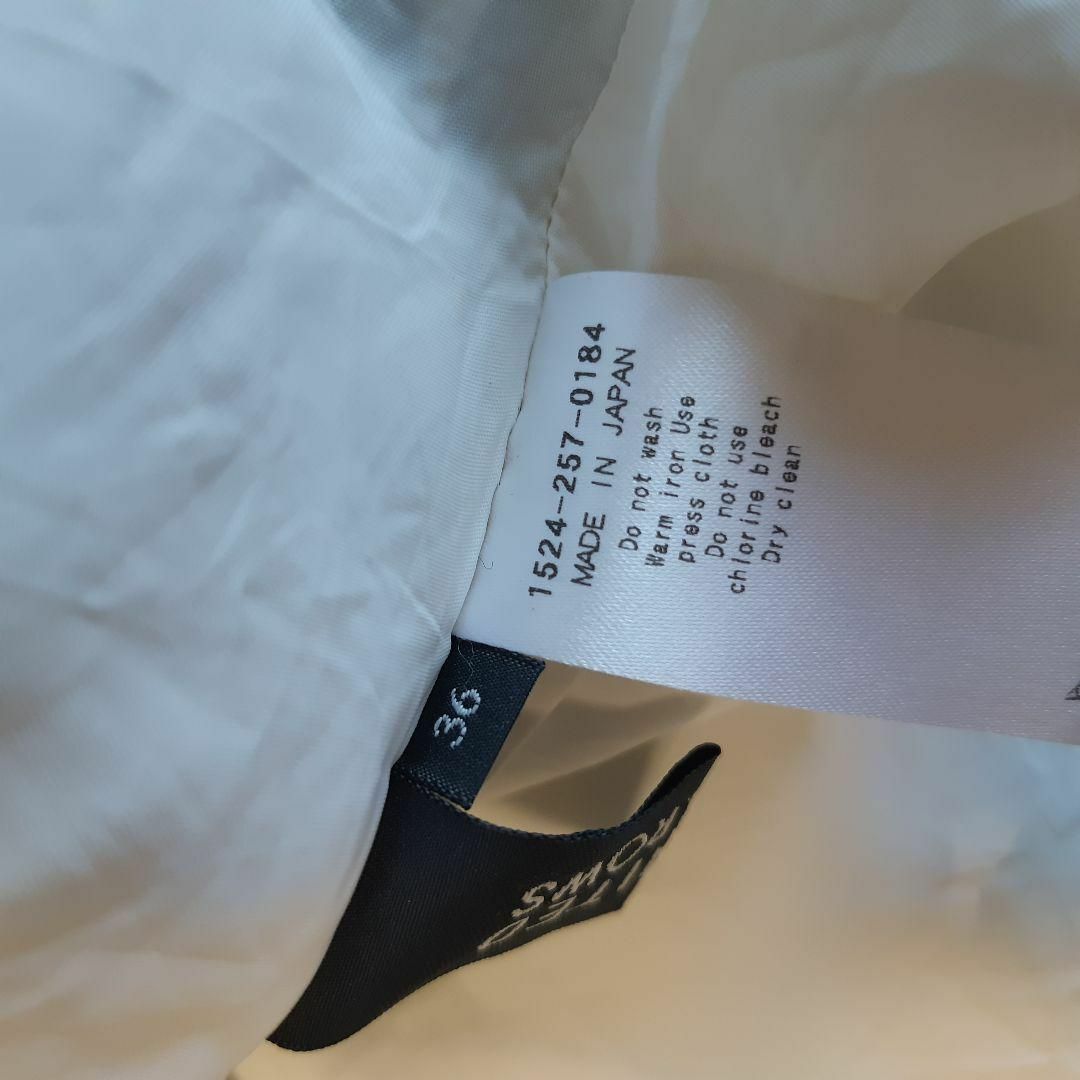 1524-257-0184
MADE IN JAPAN
Do not wash
Warm iron Use
press cloth
Do not use
chlorine bleach
Dry clean
36